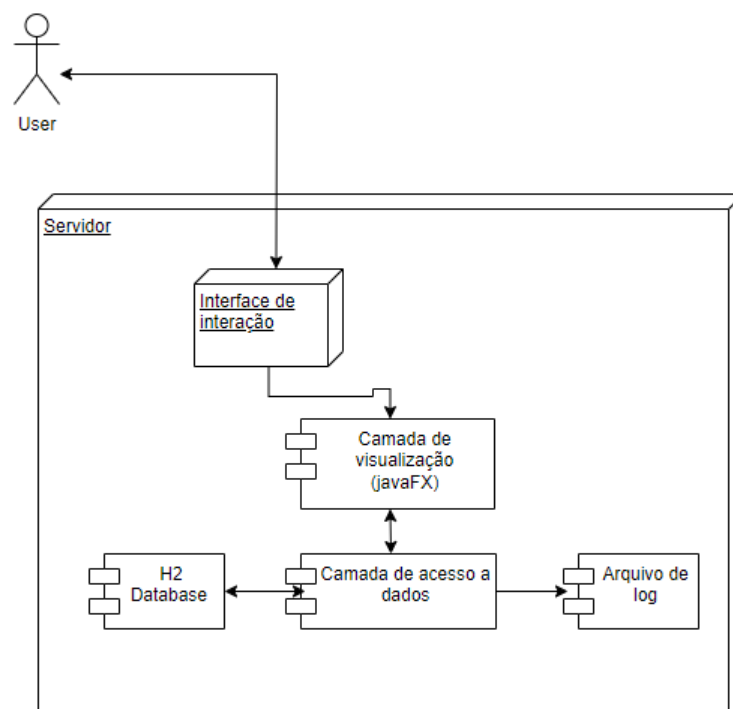 User
Servidor
Interface de
interação
Camada de
visualização
(javaFX)
H2
Database
Camada de acesso a
dados
Arquivo de
log